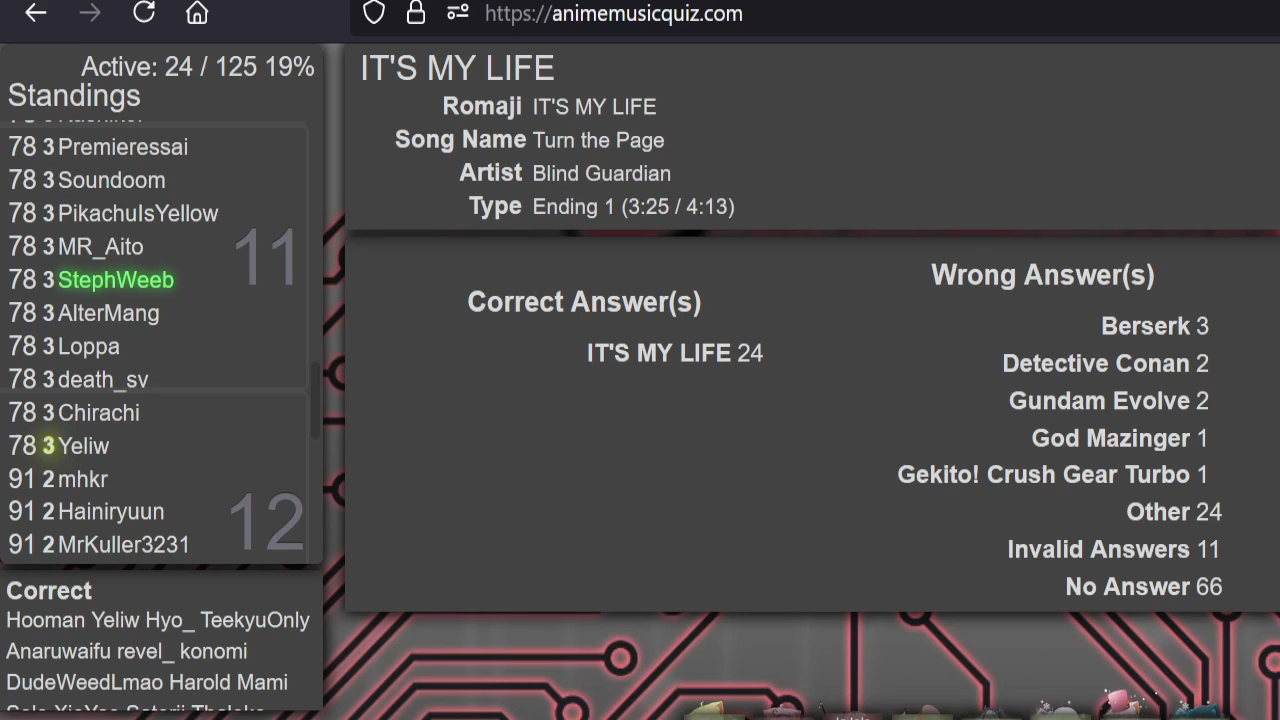 https://animemusicquiz.com
Active: 24 / 125 19%
Standings
78 3 Premieressai
78 3 Soundoom
78 3 PikachuIsYellow
78 3 MR_Aito
11
78 3 StephWeeb
78 3 AlterMang
78 3 Loppa
78 3 death_sv
78 3 Chirachi
78 3 Yeliw
91 2 mhkr
91 2 Hainiryuun
12
91 2 MrKuller3231
Correct
Hooman Yeliw Hyo_ TeekyuOnly
Anaruwaifu revel_ konomi
DudeWeedLmao Harold Mami
IT'S MY LIFE
Romaji IT'S MY LIFE
Song Name Turn the Page
Artist Blind Guardian
Type Ending 1 (3:25 / 4:13)
Correct Answer(s)
IT'S MY LIFE 24
Wrong Answer(s)
Berserk 3
Detective Conan 2
Gundam Evolve 2
God Mazinger 1
Gekito! Crush Gear Turbo 1
Other 24
Invalid Answers 11
No Answer 66